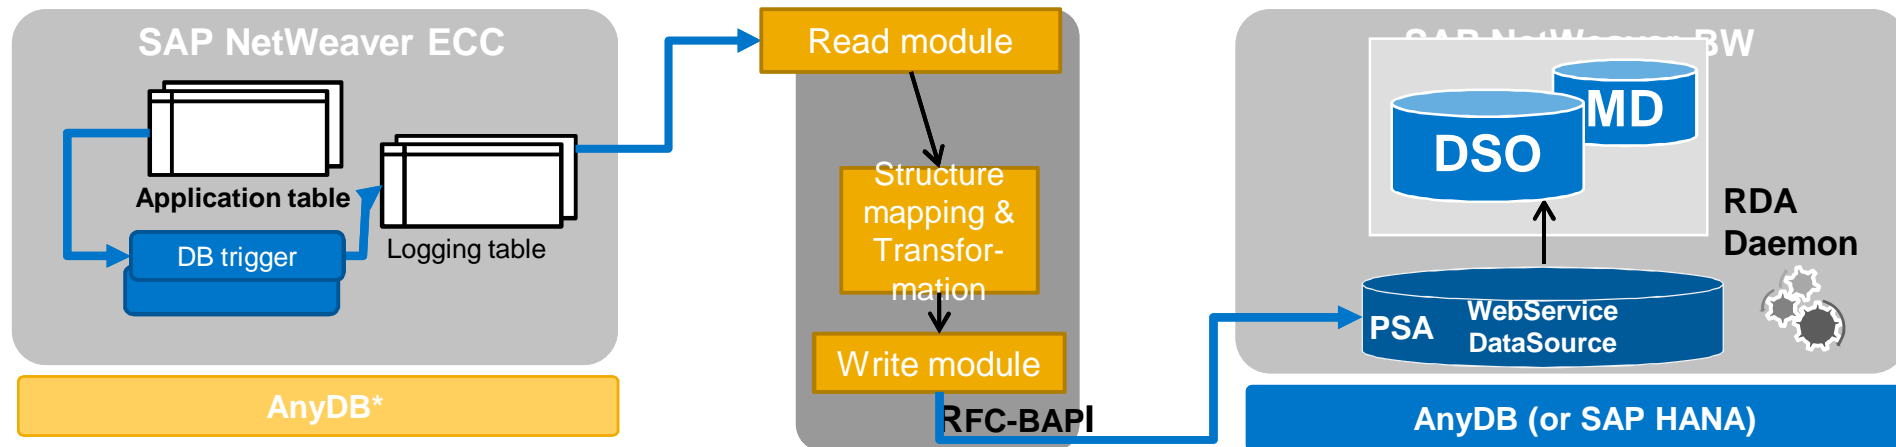 SAP NetWeaver ECC
Application table
DB trigger
Logging table
AnyDB*
Read module
Structure
mapping &
Transfor-
mation
Write module
RFC-BAPI
SAP NetWeaver BW
MD
DSO
RDA
Daemon
PSA
WebService
DataSource
AnyDB (or SAP HANA)